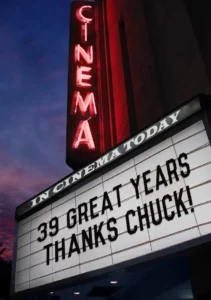 CINEMA
IN CINEMA TODAY
39 GREAT YEARS
THANKS CHUCK!